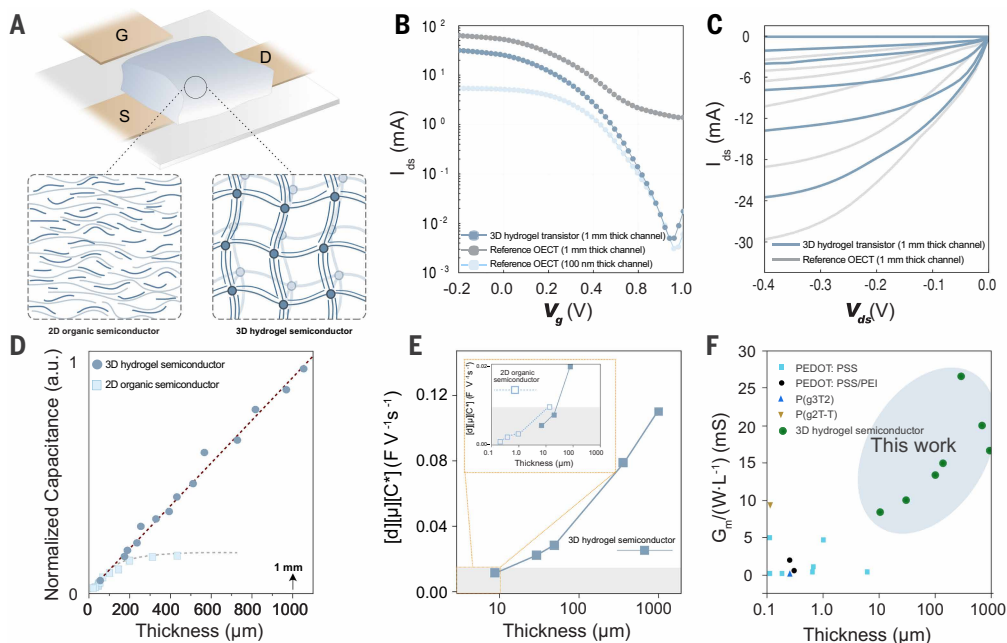 A
G
D
S
2D organic semiconductor
3D hydrogel semiconductor
B
10²
10¹
10⁰
10⁻¹
10⁻²
10⁻³
I_ds (mA)
3D hydrogel transistor (1 mm thick channel)
Reference OECT (1 mm thick channel)
Reference OECT (100 nm thick channel)
-0.2 0.0 0.2 0.4 0.6 0.8 1.0
V_g (V)
C
0
-6
-12
-18
-24
-30
I_ds (mA)
3D hydrogel transistor (1 mm thick channel)
Reference OECT (1 mm thick channel)
-0.4 -0.3 -0.2 -0.1 0.0
V_ds(V)
D
1
0
Normalized Capacitance (a.u.)
3D hydrogel semiconductor
2D organic semiconductor
1 mm
0 200 400 600 800 1000
Thickness (µm)
E
0.12
0.08
0.04
0.00
[d][µ][C*] (F V⁻¹s⁻¹)
0.02
0.00
[d][µ][C*] (F V⁻¹s⁻¹)
2D organic
semiconductor
0.1 1.0 10 100 1000
Thickness (µm)
3D hydrogel semiconductor
10 100 1000
Thickness (µm)
F
30
25
20
15
10
5
0
G_m/(W·L⁻¹) (mS)
PEDOT: PSS
PEDOT: PSS/PEI
P(g3T2)
P(g2T-T)
3D hydrogel semiconductor
This work
0.1 1.0 10 100 1000
Thickness (µm)